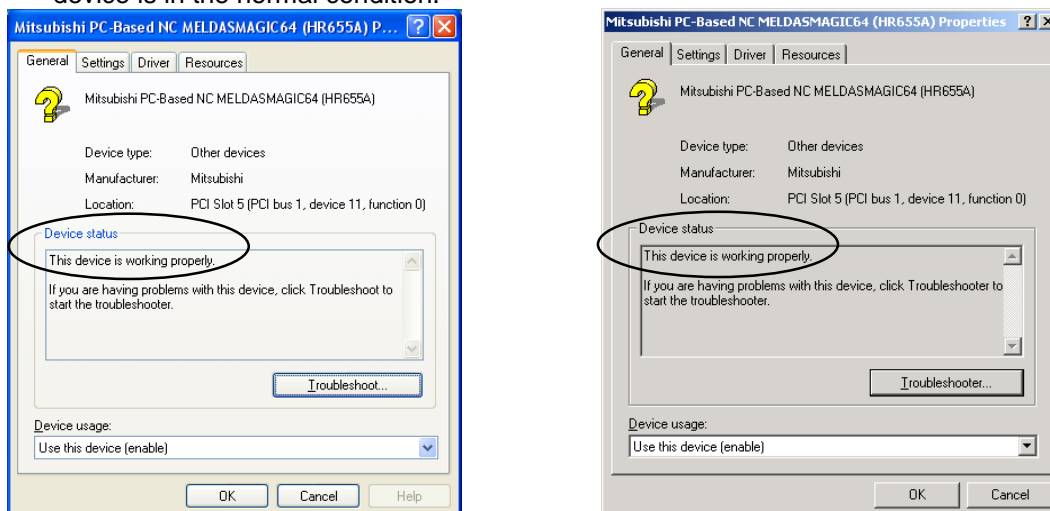 device is in the normal condition.
Mitsubishi PC-Based NC MELDASMAGIC64 (HR655A) P...
General Settings Driver Resources
Mitsubishi PC-Based NC MELDASMAGIC64 (HR655A)
Device type: Other devices
Manufacturer: Mitsubishi
Location: PCI Slot 5 (PCI bus 1, device 11, function 0)
Device status
This device is working properly.
If you are having problems with this device, click Troubleshoot to
start the troubleshooter.
Troubleshoot...
Device usage:
Use this device (enable)
OK Cancel Help
Mitsubishi PC-Based NC MELDASMAGIC64 (HR655A) Properties
General Settings Driver Resources
Mitsubishi PC-Based NC MELDASMAGIC64 (HR655A)
Device type: Other devices
Manufacturer: Mitsubishi
Location: PCI Slot 5 (PCI bus 1, device 11, function 0)
Device status
This device is working properly.
If you are having problems with this device, click Troubleshooter to
start the troubleshooter.
Troubleshooter...
Device usage:
Use this device (enable)
OK Cancel